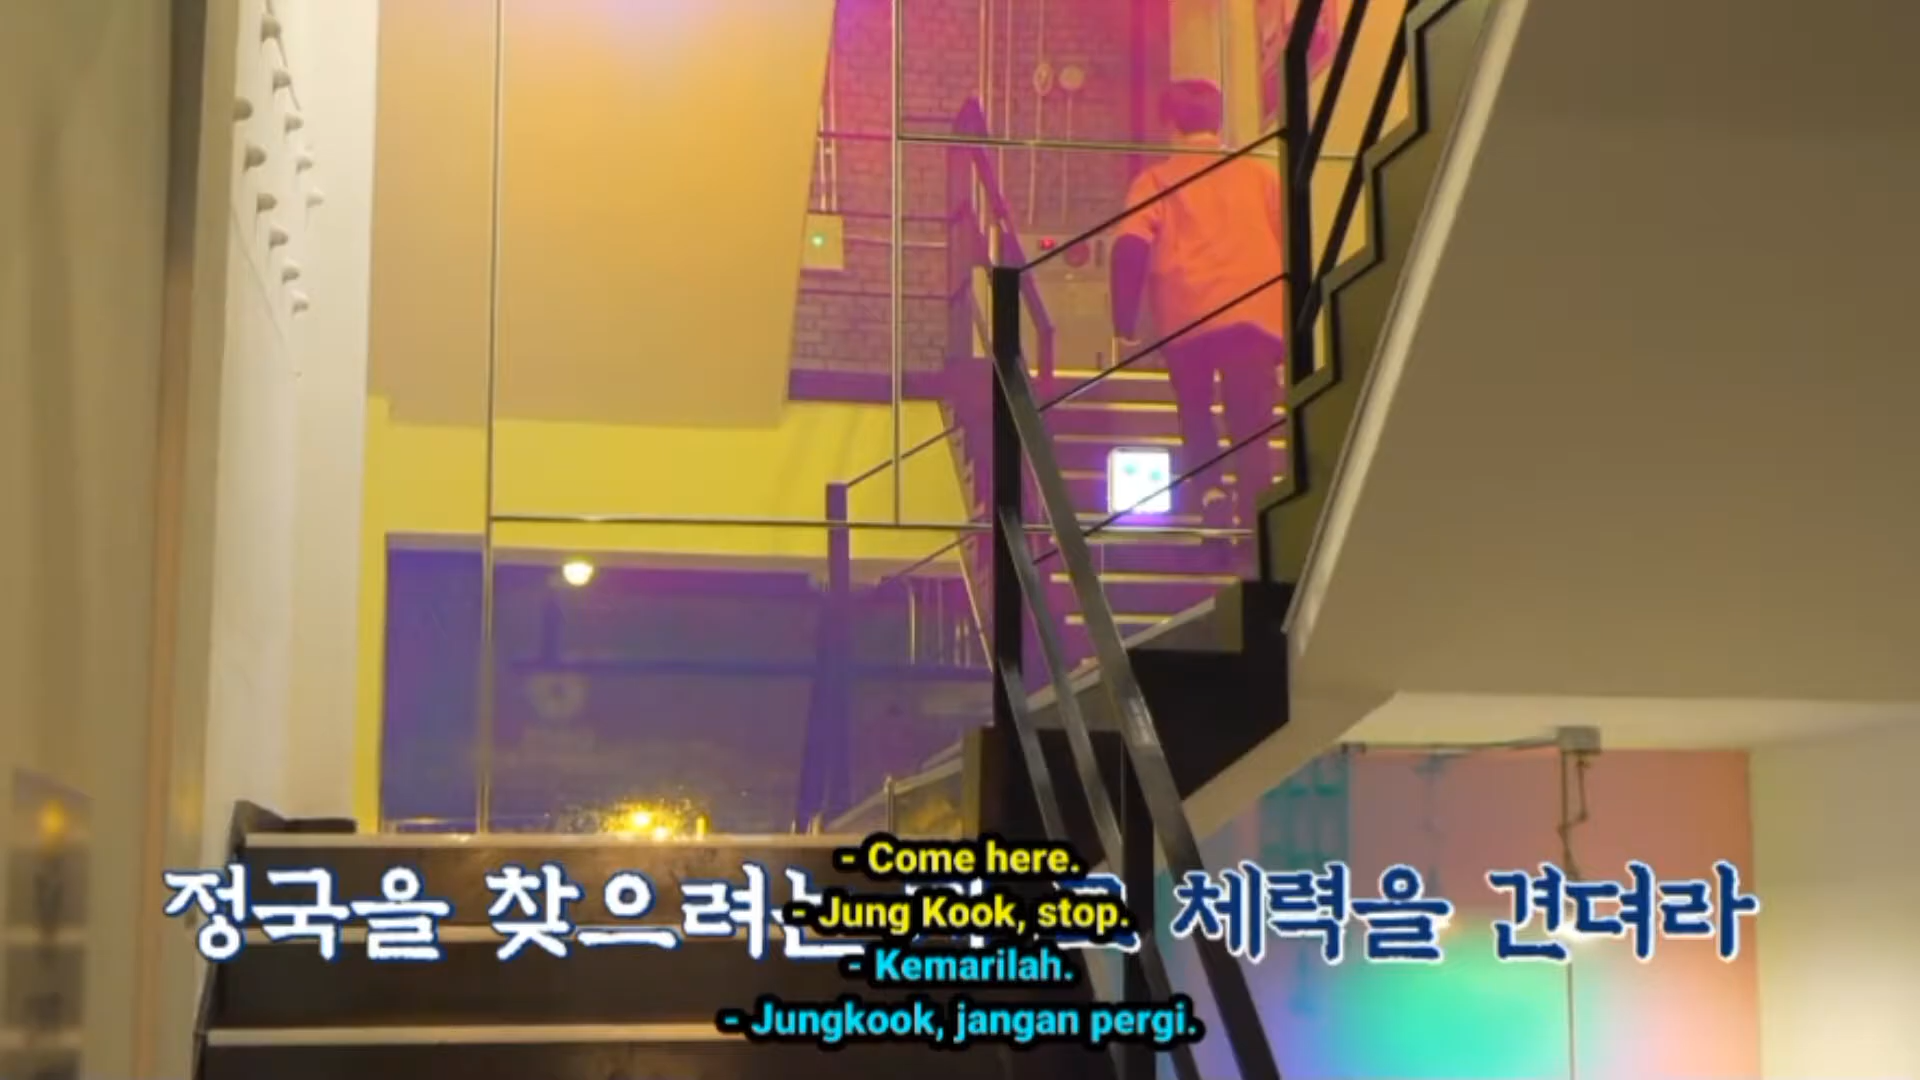 - Come here.
정국을 찾으려는 체력을 견뎌라
- Jung Kook, stop.
- Kemarilah.
- Jungkook, jangan pergi.